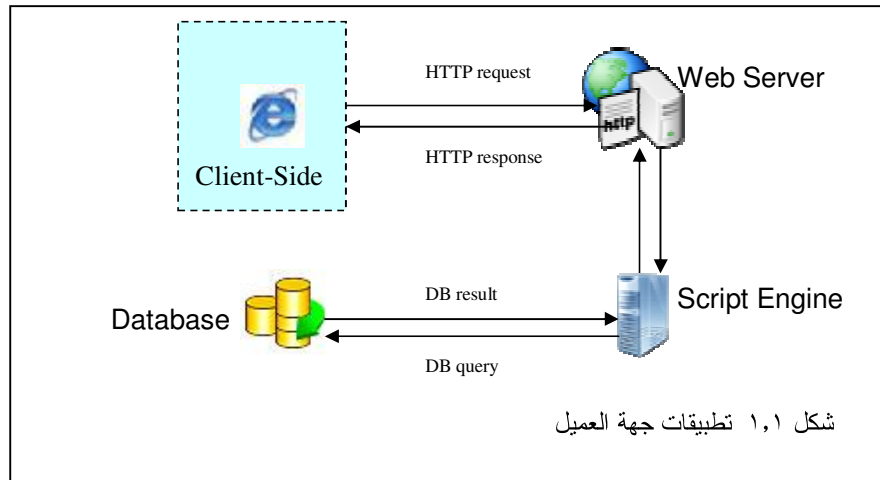 HTTP request
Web Server
http
HTTP response
Client-Side
DB result
Script Engine
Database
DB query
شكل ١,١ تطبيقات جهة العميل